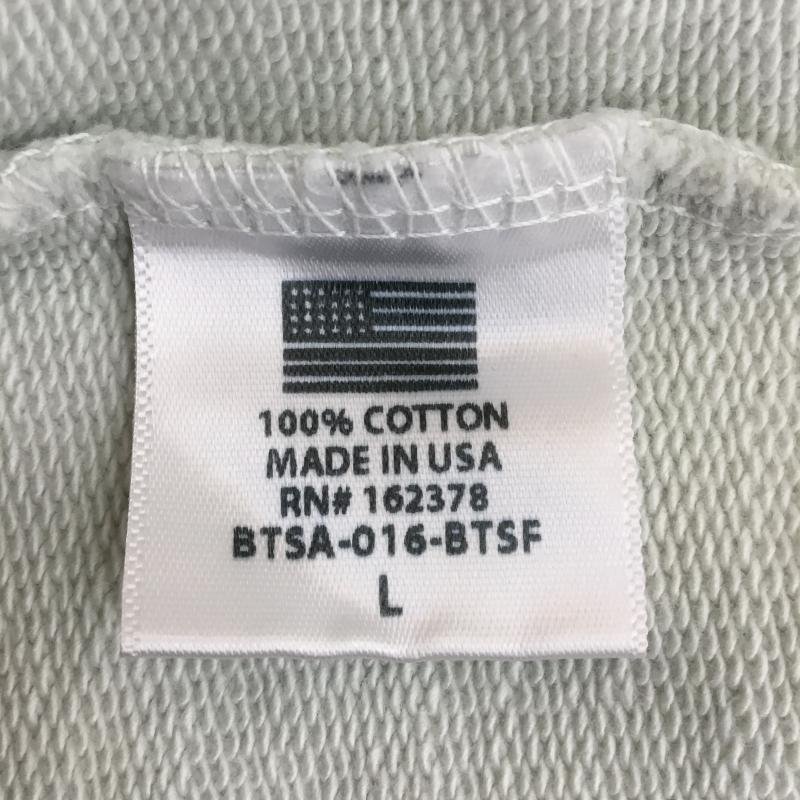 100% COTTON
MADE IN USA
RN# 162378
BTSA-016-BTSF
L